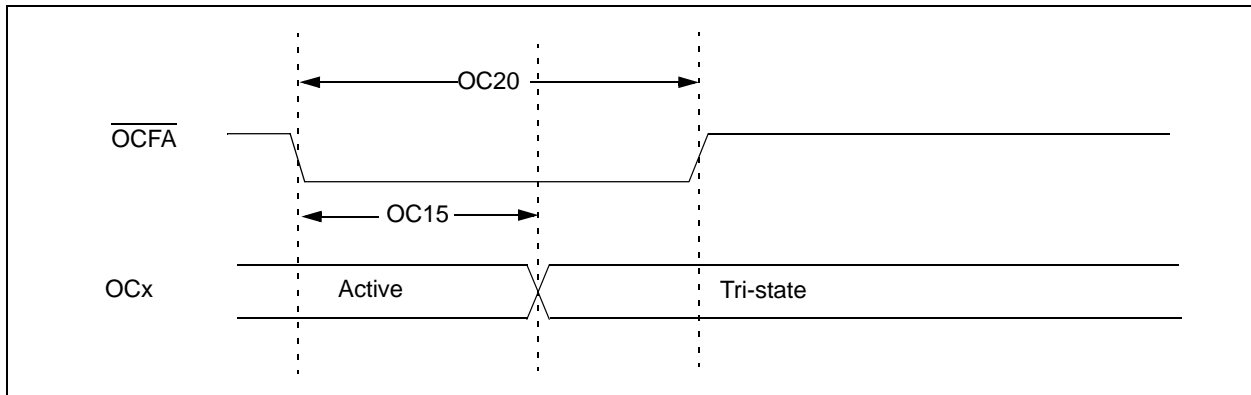 OC20
OCFA
OC15
OCx
Active
Tri-state